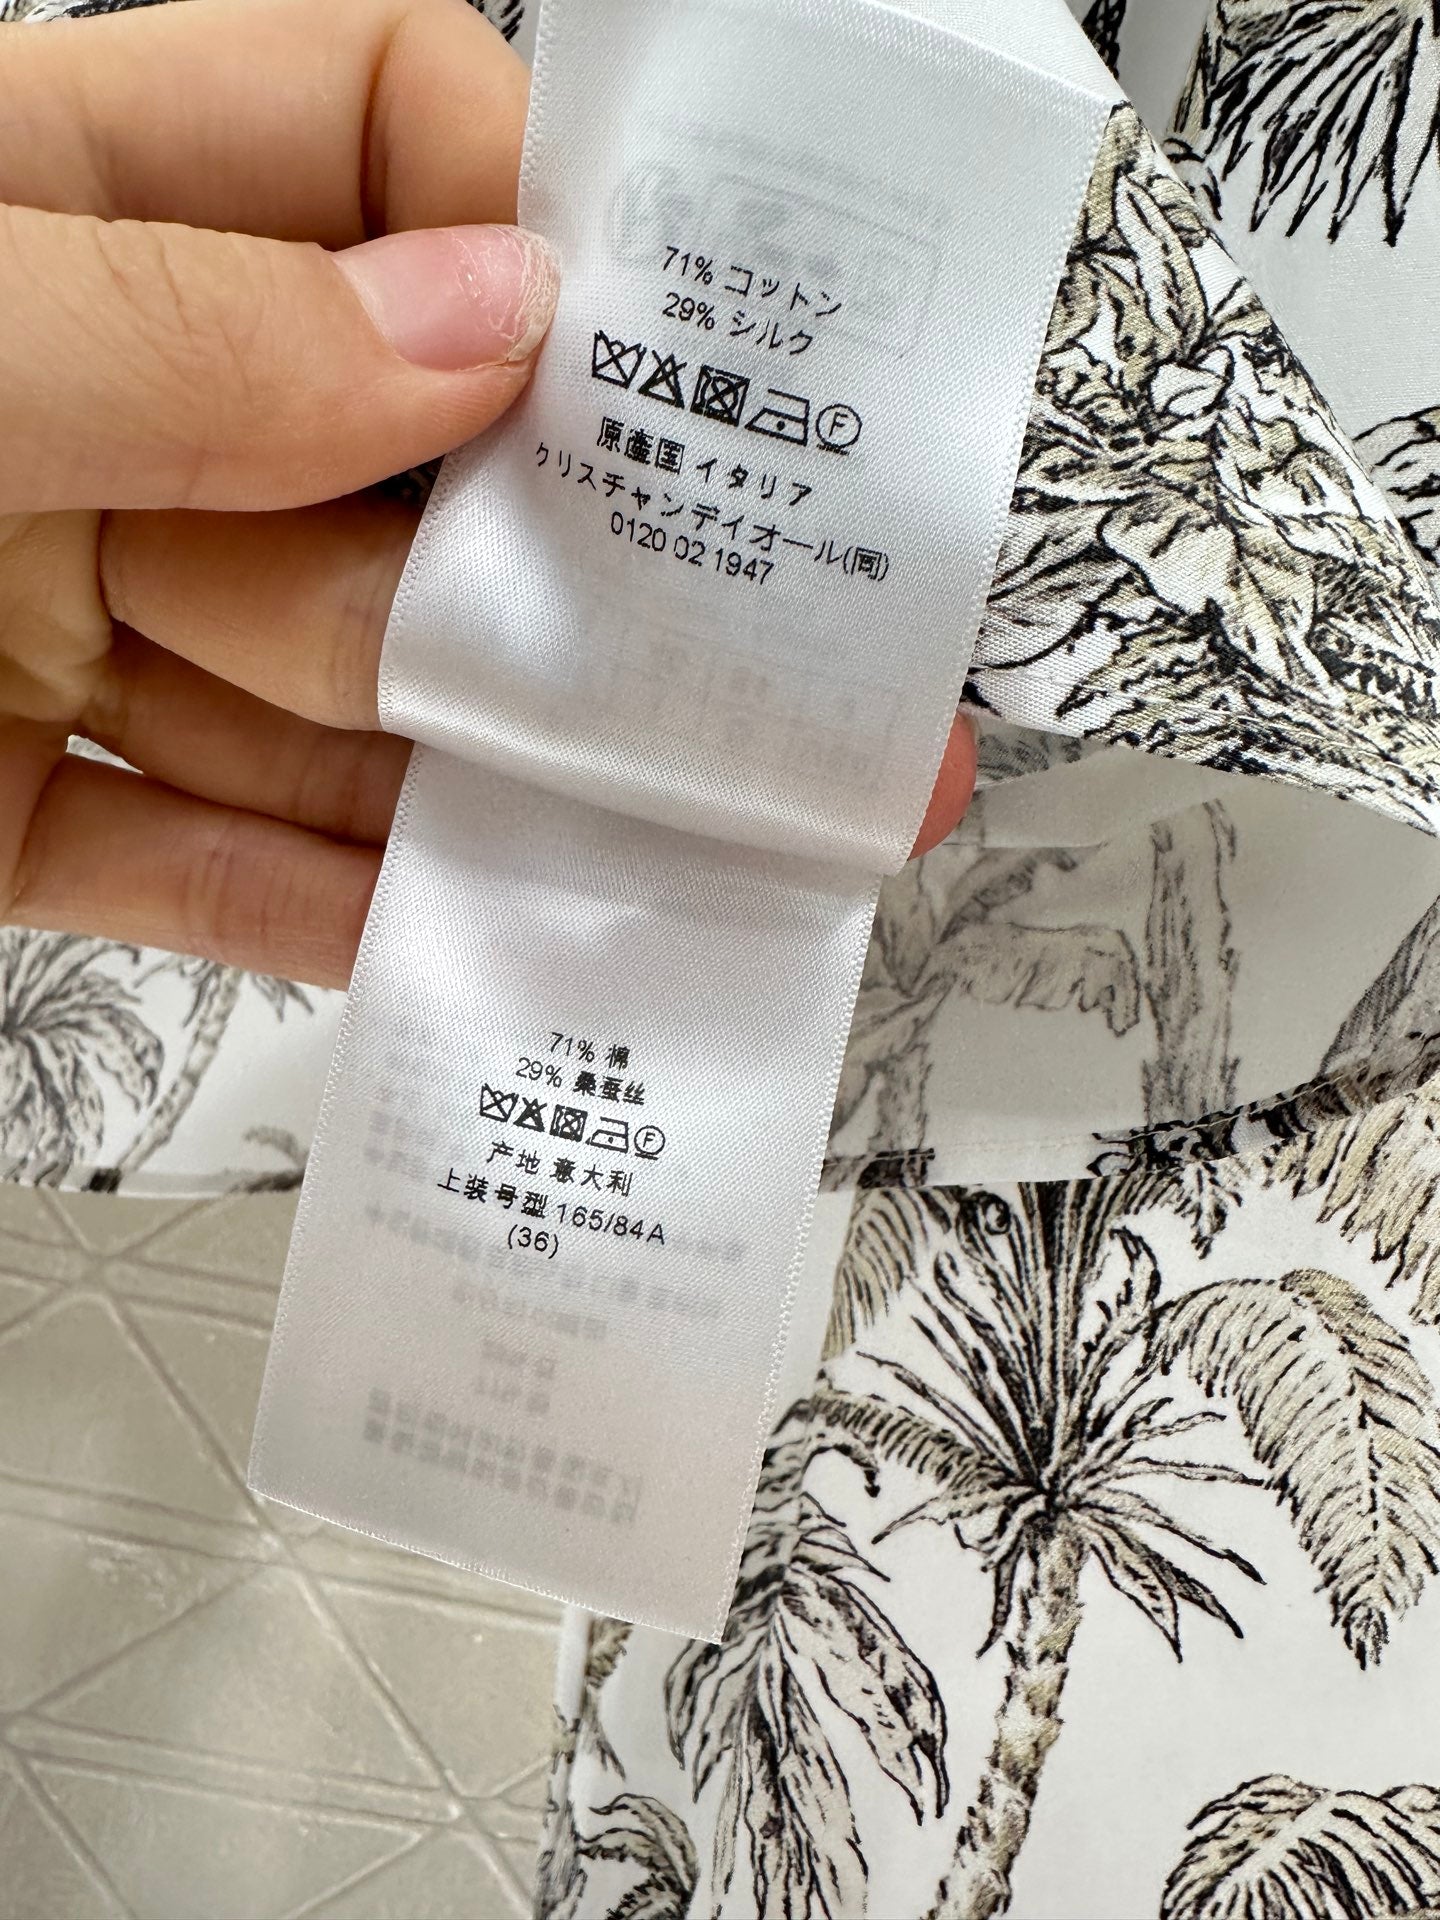 71% コットン
29% シルク
F
原産国 イタリア
クリスチャンディオール(同)
0120 02 1947
71% 棉
29% 桑蚕丝
F
产地 意大利
上装号型 165/84A
(36)